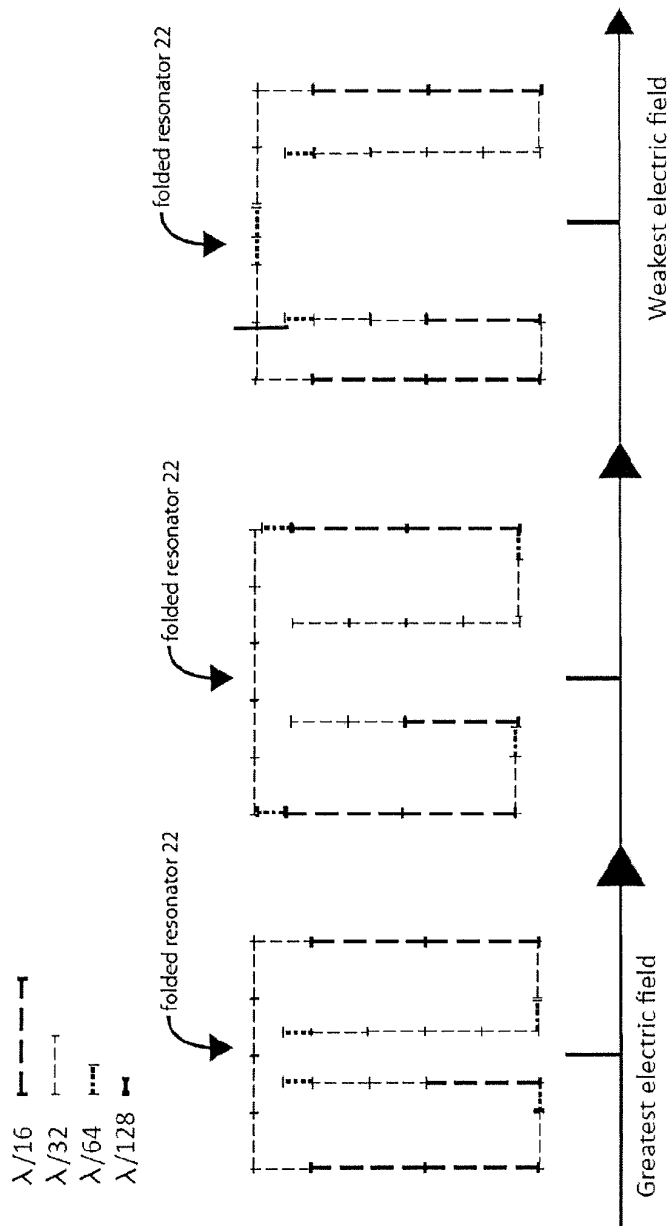 λ/16
λ/32
λ/64
λ/128
folded resonator 22
folded resonator 22
folded resonator 22
Greatest electric field
Weakest electric field